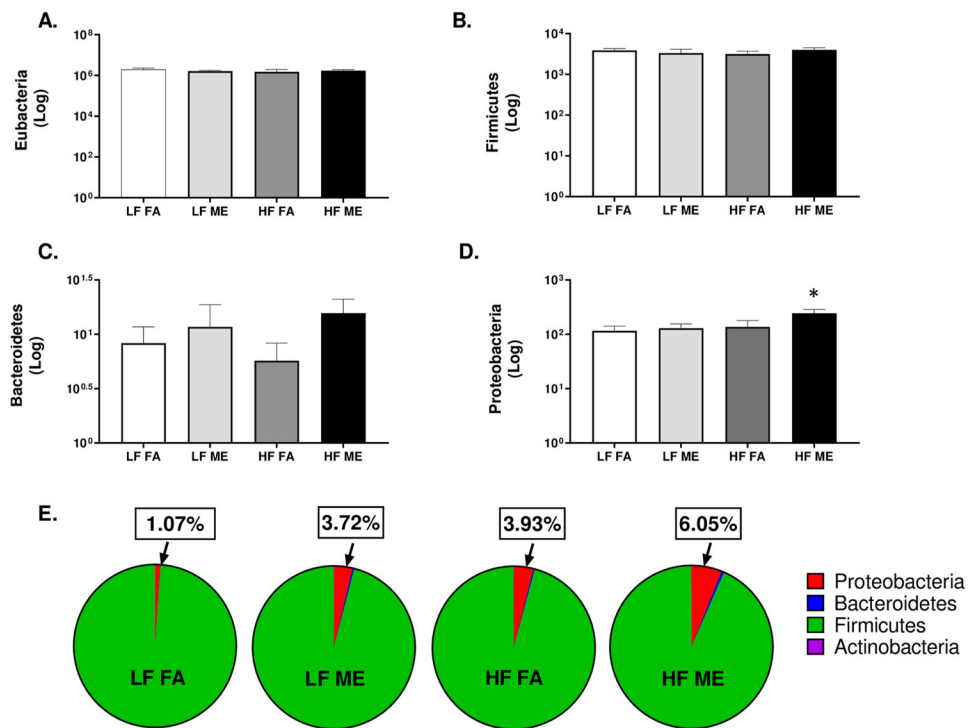 A.
Eubacteria
(Log)
10⁸
10⁶
10⁴
10²
10⁰
LF FA LF ME HF FA HF ME
B.
Firmicutes
(Log)
10⁴
10³
10²
10¹
10⁰
LF FA LF ME HF FA HF ME
C.
Bacteroidetes
(Log)
10¹·⁵
10¹
10⁰·⁵
10⁰
LF FA LF ME HF FA HF ME
D.
Proteobacteria
(Log)
10³
10²
10¹
10⁰
*
LF FA LF ME HF FA HF ME
E.
1.07% 3.72% 3.93% 6.05%
LF FA LF ME HF FA HF ME
Proteobacteria
Bacteroidetes
Firmicutes
Actinobacteria